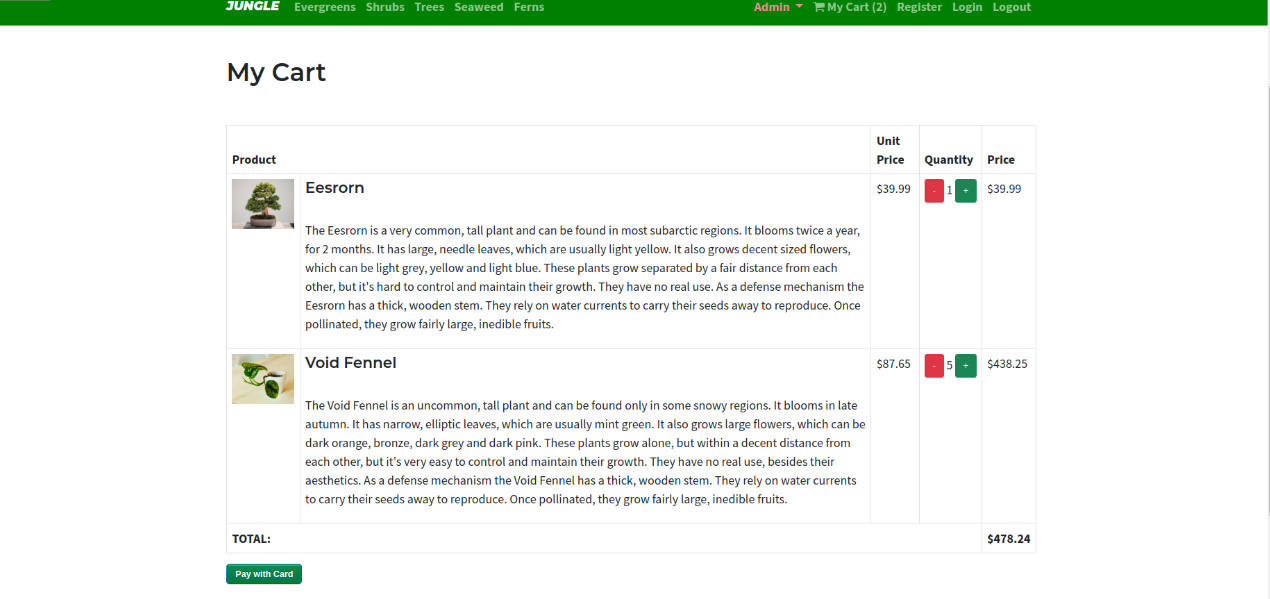 JUNGLE Evergreens Shrubs Trees Seaweed Ferns Admin My Cart (2) Register Login Logout
My Cart
Product Unit Price Quantity Price
Eesrorn $39.99 - 1 + $39.99
The Eesrorn is a very common, tall plant and can be found in most subarctic regions. It blooms twice a year,
for 2 months. It has large, needle leaves, which are usually light yellow. It also grows decent sized flowers,
which can be light grey, yellow and light blue. These plants grow separated by a fair distance from each
other, but it's hard to control and maintain their growth. They have no real use. As a defense mechanism the
Eesrorn has a thick, wooden stem. They rely on water currents to carry their seeds away to reproduce. Once
pollinated, they grow fairly large, inedible fruits.
Void Fennel $87.65 - 5 + $438.25
The Void Fennel is an uncommon, tall plant and can be found only in some snowy regions. It blooms in late
autumn. It has narrow, elliptic leaves, which are usually mint green. It also grows large flowers, which can be
dark orange, bronze, dark grey and dark pink. These plants grow alone, but within a decent distance from
each other, but it's very easy to control and maintain their growth. They have no real use, besides their
aesthetics. As a defense mechanism the Void Fennel has a thick, wooden stem. They rely on water currents
to carry their seeds away to reproduce. Once pollinated, they grow fairly large, inedible fruits.
TOTAL: $478.24
Pay with Card